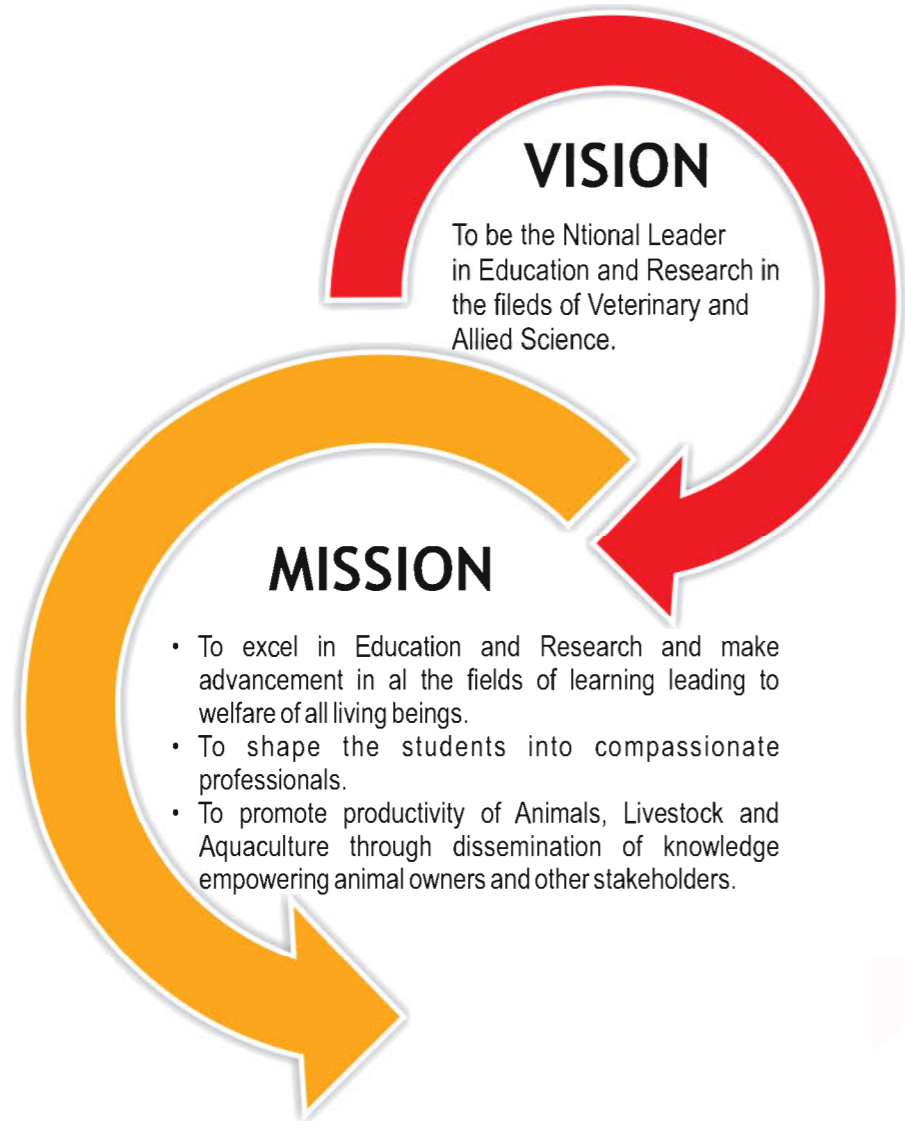 VISION
To be the Ntional Leader
in Education and Research in
the fileds of Veterinary and
Allied Science.
MISSION
• To excel in Education and Research and make
advancement in al the fields of learning leading to
welfare of all living beings.
• To shape the students into compassionate
professionals.
• To promote productivity of Animals, Livestock and
Aquaculture through dissemination of knowledge
empowering animal owners and other stakeholders.